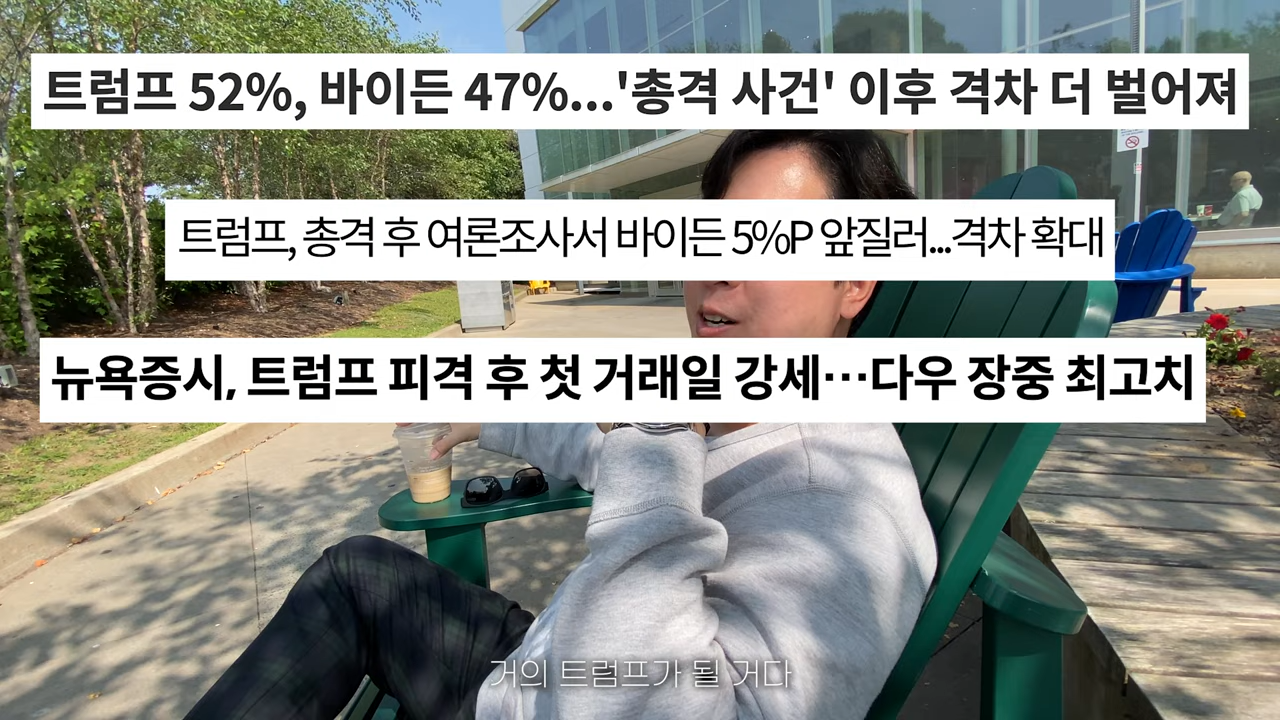 트럼프 52%, 바이든 47%...'총격 사건' 이후 격차 더 벌어져
트럼프, 총격 후 여론조사서 바이든 5%P 앞질러...격차 확대
뉴욕증시, 트럼프 피격 후 첫 거래일 강세…다우 장중 최고치
거의 트럼프가 될 거다